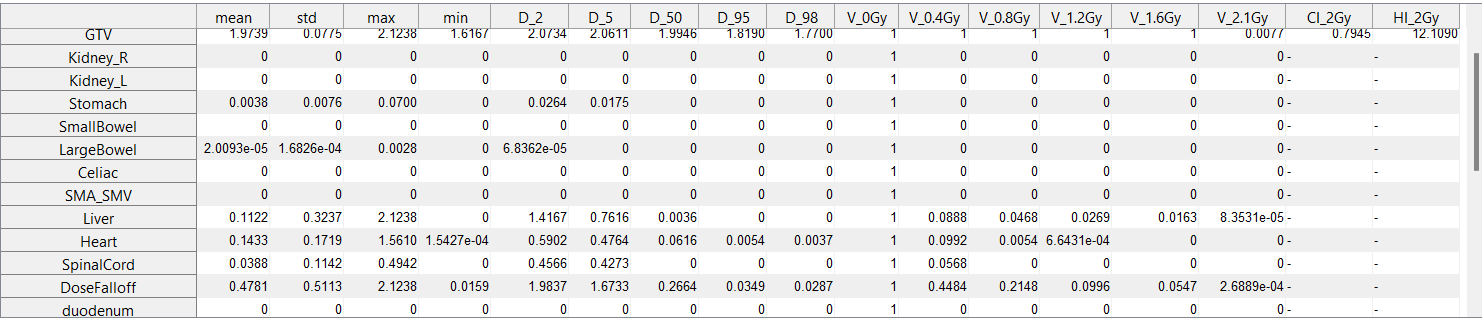 mean std max min D_2 D_5 D_50 D_95 D_98 V_0Gy V_0.4Gy V_0.8Gy V_1.2Gy V_1.6Gy V_2.1Gy CI_2Gy HI_2Gy
GTV 1.9739 0.0775 2.1238 1.6167 2.0734 2.0611 1.9946 1.8190 1.7700 1 1 1 1 1 0.0077 0.7945 12.1090
Kidney_R 0 0 0 0 0 0 0 0 0 1 0 0 0 0 0 - -
Kidney_L 0 0 0 0 0 0 0 0 0 1 0 0 0 0 0 - -
Stomach 0.0038 0.0076 0.0700 0 0.0264 0.0175 0 0 0 1 0 0 0 0 0 - -
SmallBowel 0 0 0 0 0 0 0 0 0 1 0 0 0 0 0 - -
LargeBowel 2.0093e-05 1.6826e-04 0.0028 0 6.8362e-05 0 0 0 0 1 0 0 0 0 0 - -
Celiac 0 0 0 0 0 0 0 0 0 1 0 0 0 0 0 - -
SMA_SMV 0 0 0 0 0 0 0 0 0 1 0 0 0 0 0 - -
Liver 0.1122 0.3237 2.1238 0 1.4167 0.7616 0.0036 0 0 1 0.0888 0.0468 0.0269 0.0163 8.3531e-05 - -
Heart 0.1433 0.1719 1.5610 1.5427e-04 0.5902 0.4764 0.0616 0.0054 0.0037 1 0.0992 0.0054 6.6431e-04 0 0 - -
SpinalCord 0.0388 0.1142 0.4942 0 0.4566 0.4273 0 0 0 1 0.0568 0 0 0 0 - -
DoseFalloff 0.4781 0.5113 2.1238 0.0159 1.9837 1.6733 0.2664 0.0349 0.0287 1 0.4484 0.2148 0.0996 0.0547 2.6889e-04 - -
duodenum 0 0 0 0 0 0 0 0 0 1 0 0 0 0 0 - -